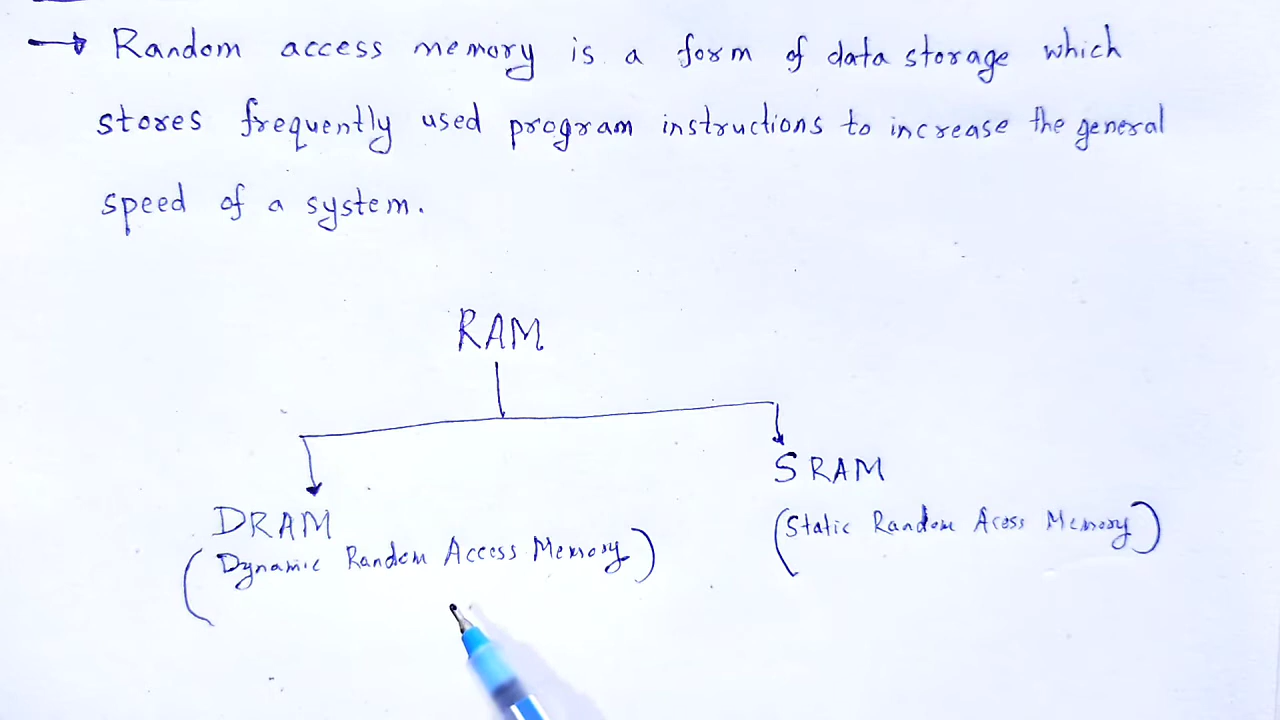 → Random access memory is a form of data storage which
stores frequently used program instructions to increase the general
speed of a system.
RAM
DRAM
(Dynamic Random Access Memory)
SRAM
(Static Random Acess Memory)